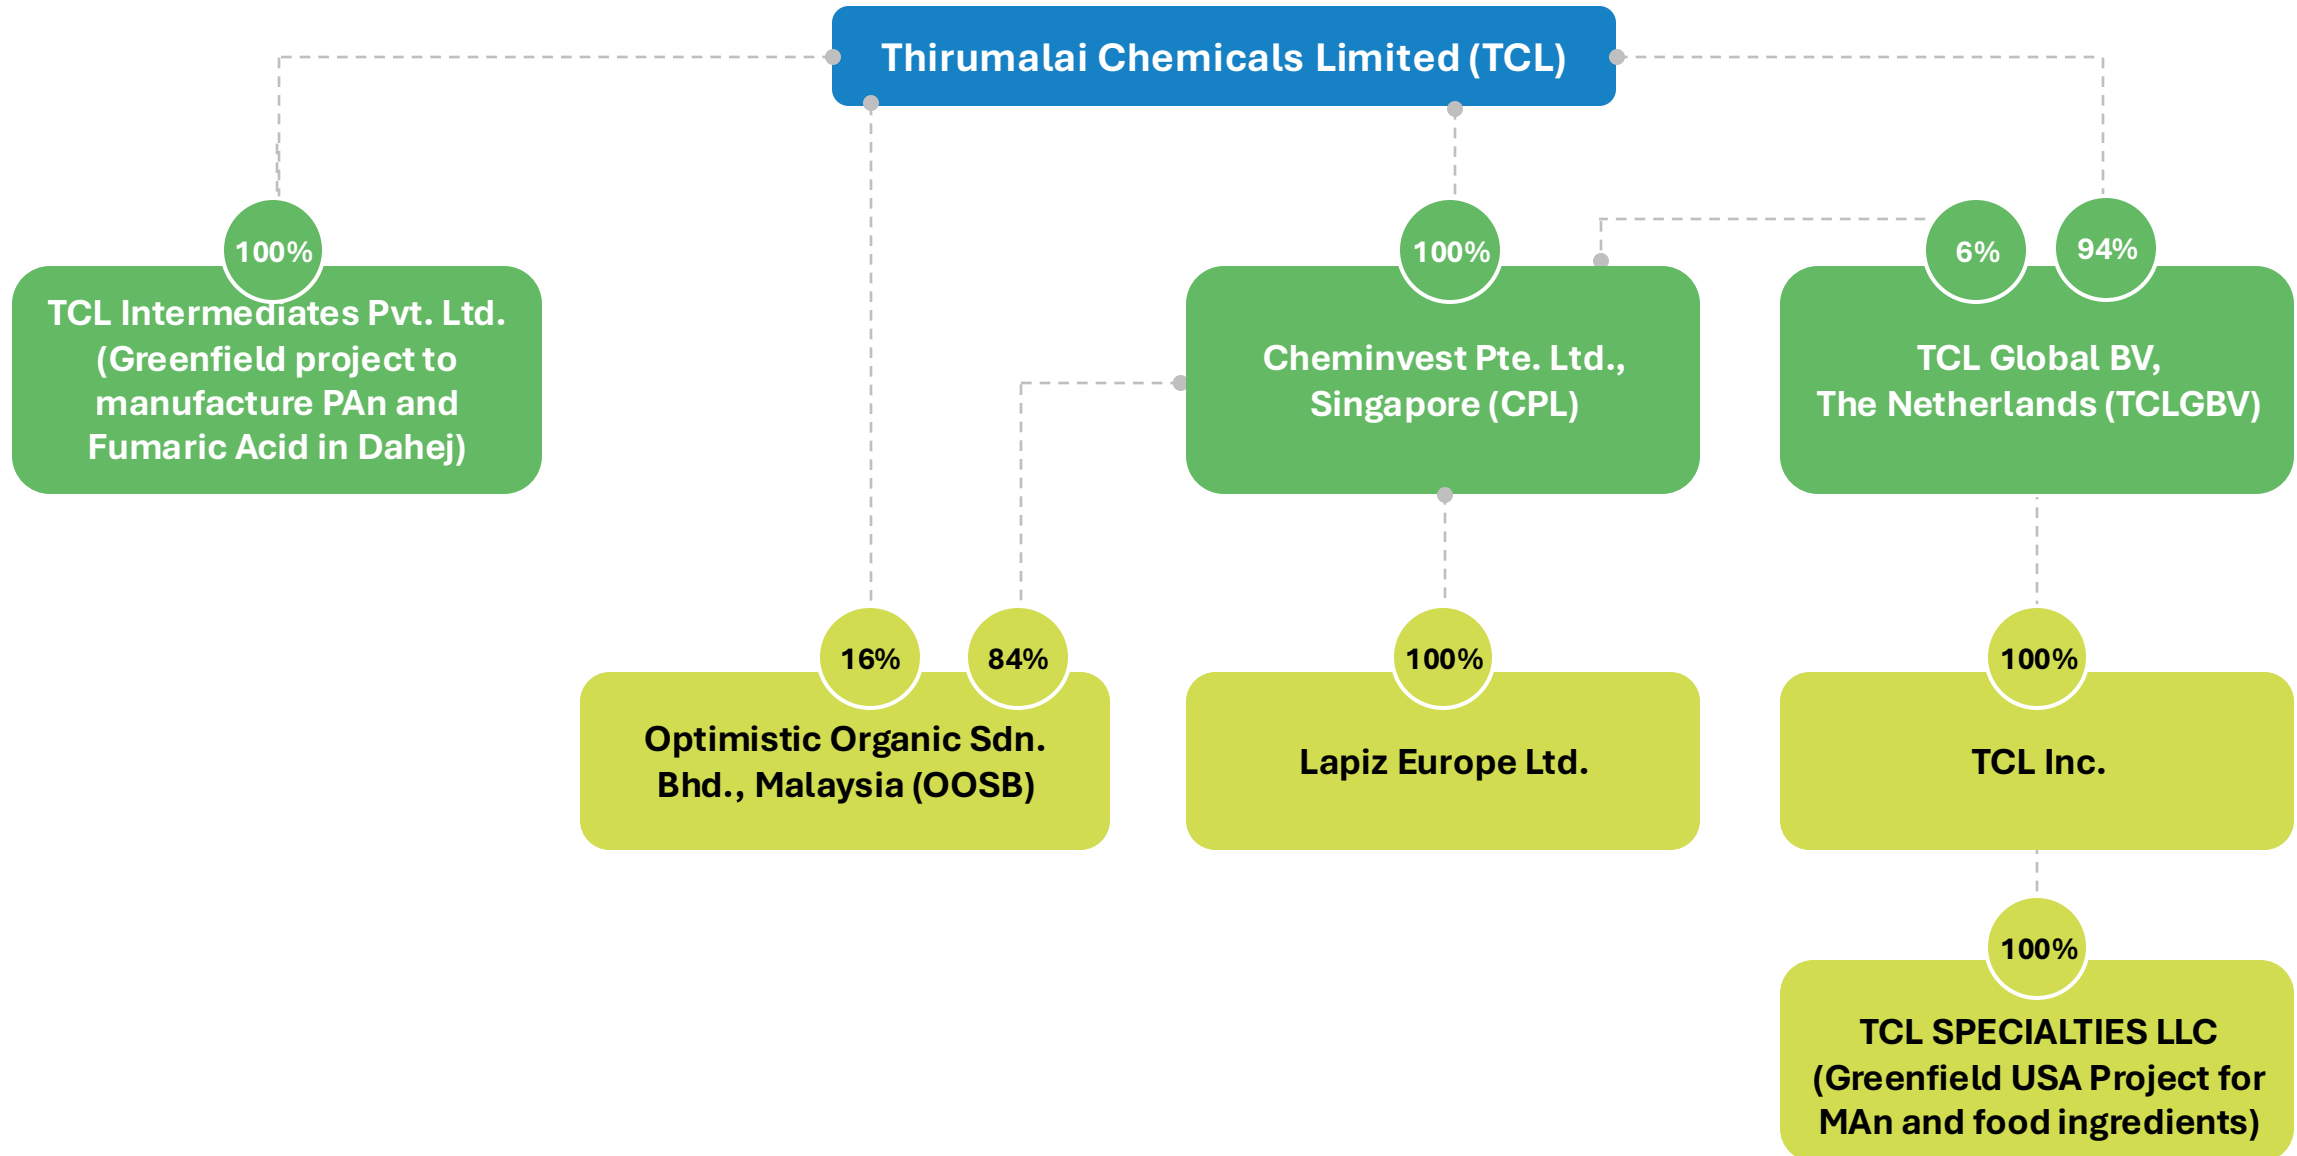 Thirumalai Chemicals Limited (TCL)
100%
TCL Intermediates Pvt. Ltd.
(Greenfield project to
manufacture PAn and
Fumaric Acid in Dahej)
100%
Cheminvest Pte. Ltd.,
Singapore (CPL)
6%
94%
TCL Global BV,
The Netherlands (TCLGBV)
16%
84%
Optimistic Organic Sdn.
Bhd., Malaysia (OOSB)
100%
Lapiz Europe Ltd.
100%
TCL Inc.
100%
TCL SPECIALTIES LLC
(Greenfield USA Project for
MAn and food ingredients)